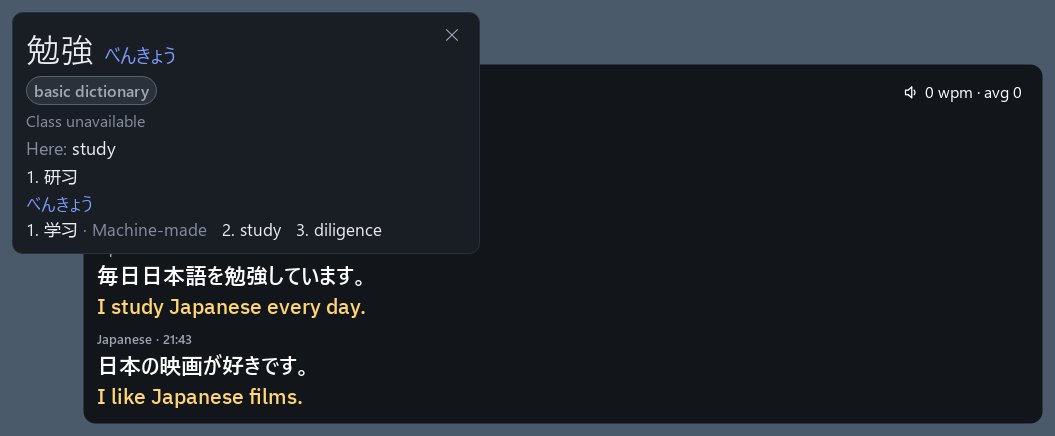 勉強 べんきょう
basic dictionary
Class unavailable
Here: study
1. 研习
べんきょう
1. 学习 · Machine-made 2. study 3. diligence
0 wpm · avg 0
毎日日本語を勉強しています。
I study Japanese every day.
Japanese · 21:43
日本の映画が好きです。
I like Japanese films.